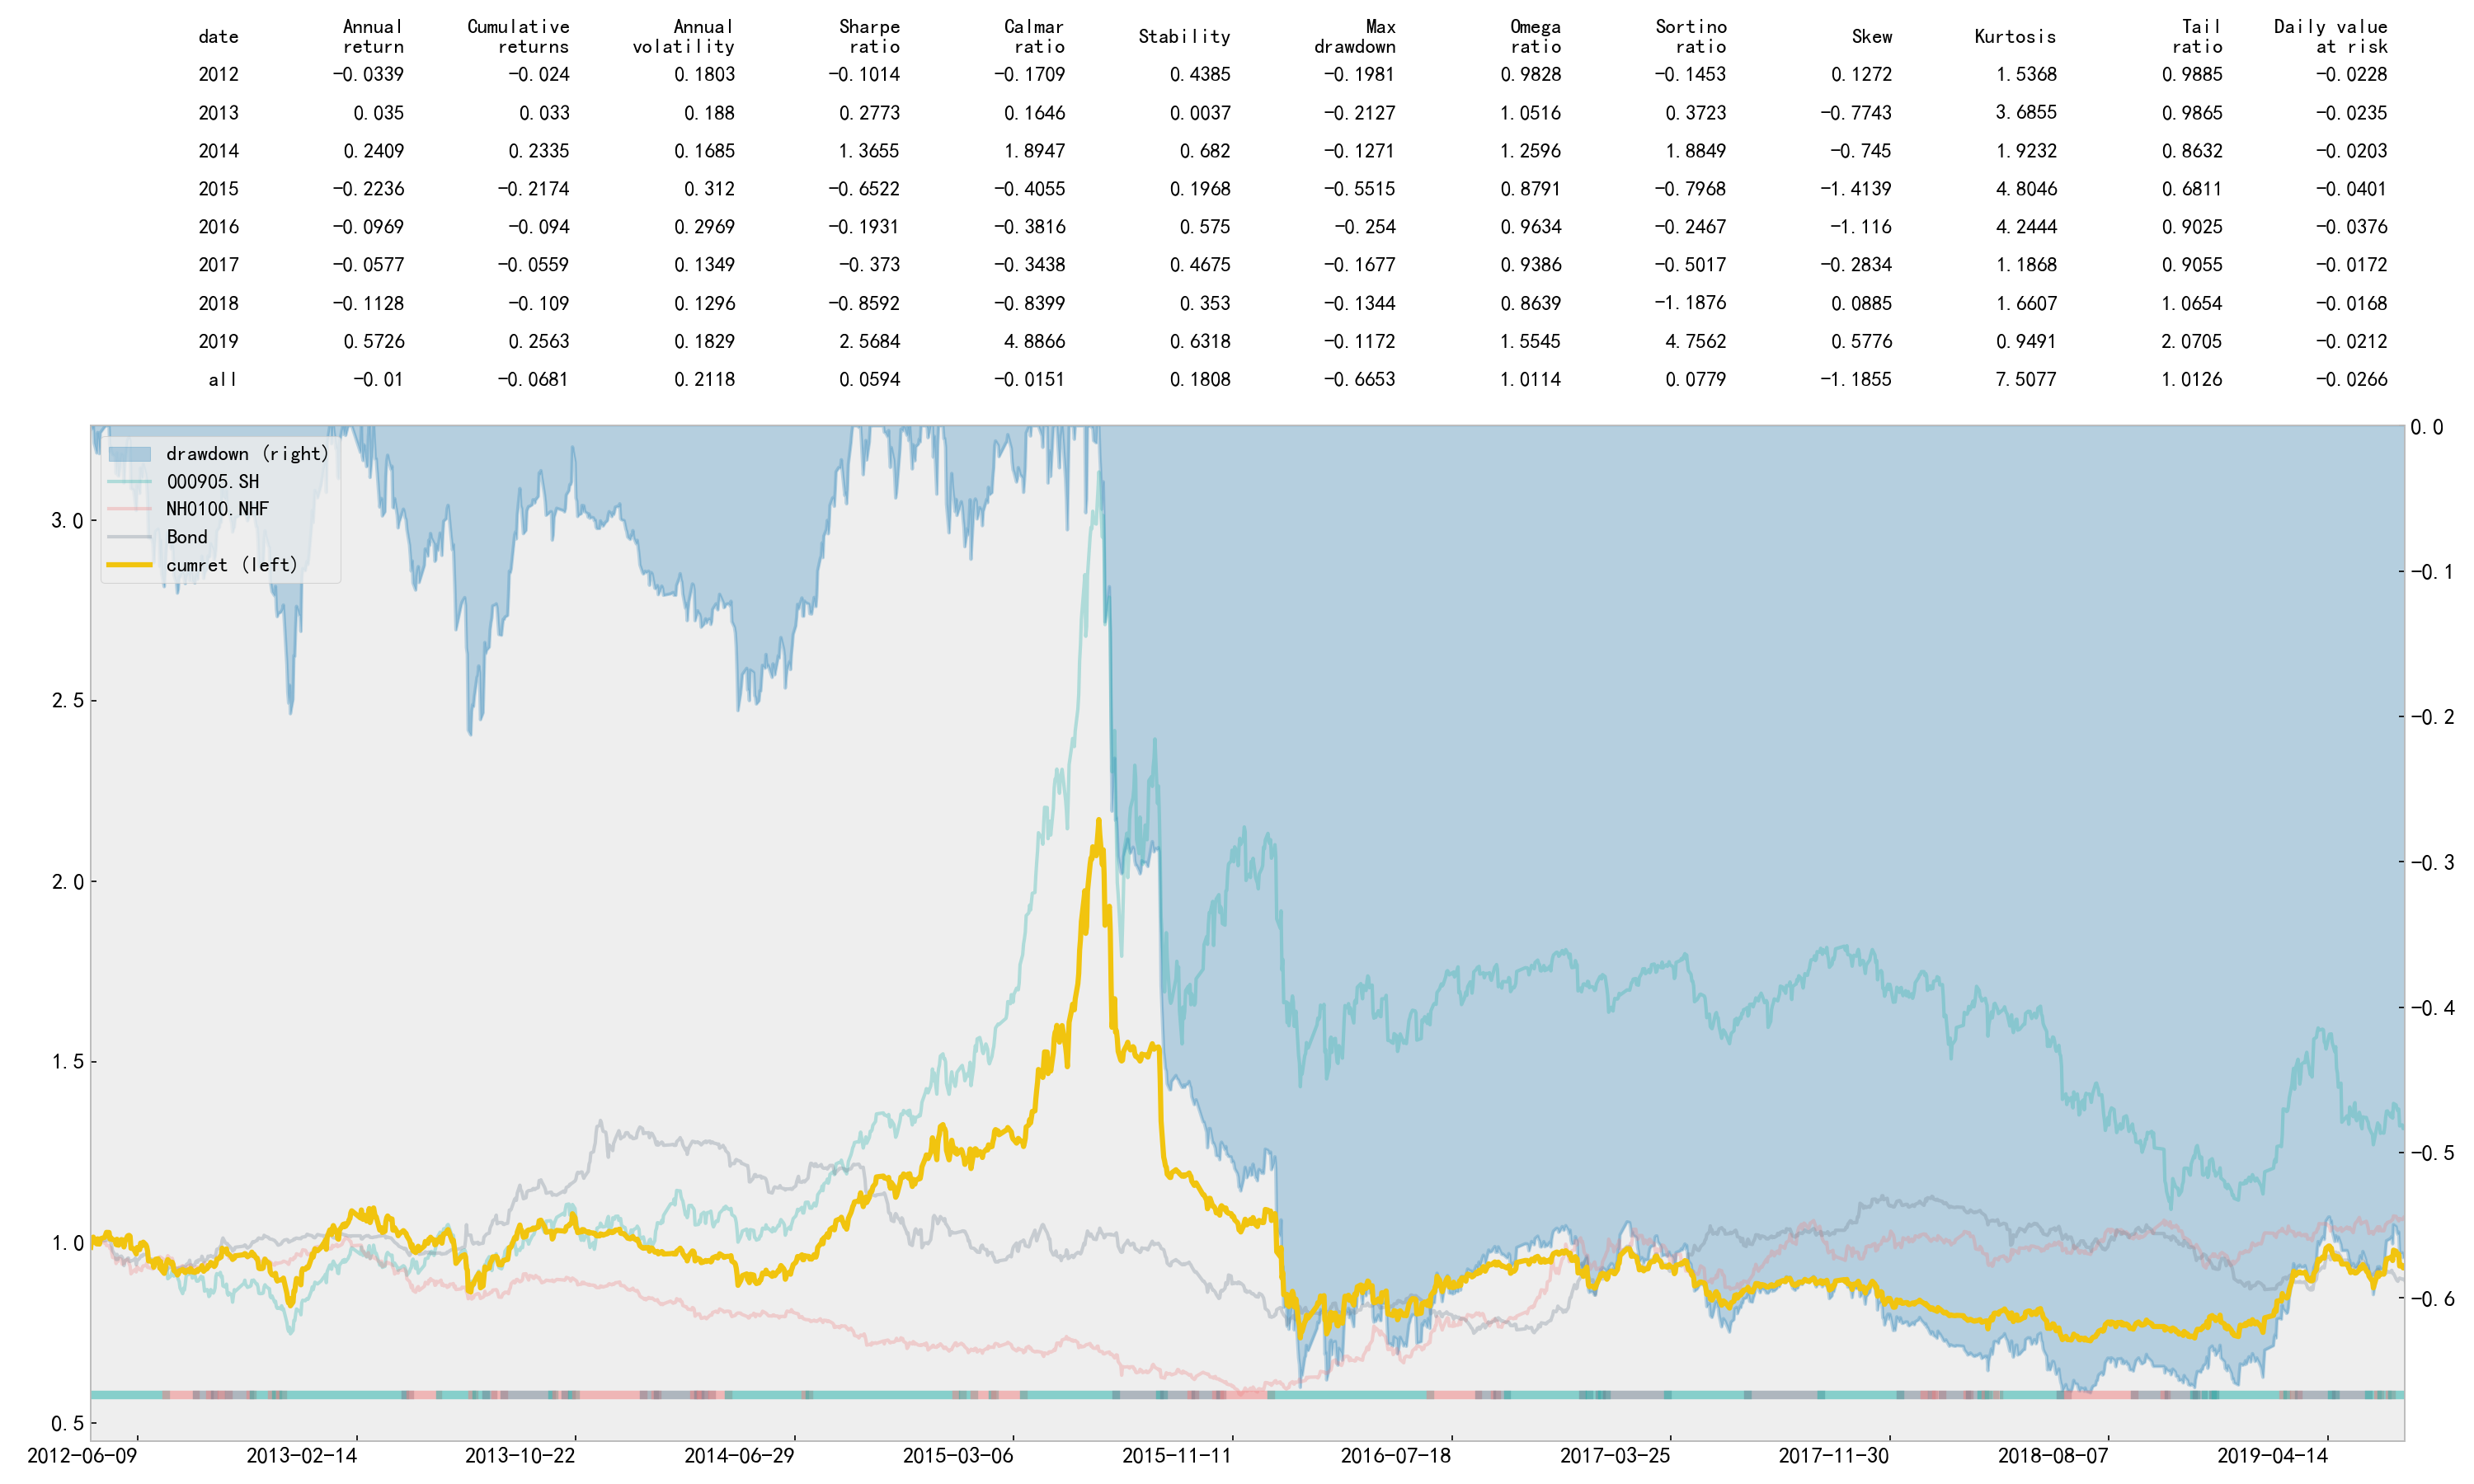 date Annual return Cumulative returns Annual volatility Sharpe ratio Calmar ratio Stability Max drawdown Omega ratio Sortino ratio Skew Kurtosis Tail ratio Daily value at risk
2012 -0.0339 -0.024 0.1803 -0.1014 -0.1709 0.4385 -0.1981 0.9828 -0.1453 0.1272 1.5368 0.9885 -0.0228
2013 0.035 0.033 0.188 0.2773 0.1646 0.0037 -0.2127 1.0516 0.3723 -0.7743 3.6855 0.9865 -0.0235
2014 0.2409 0.2335 0.1685 1.3655 1.8947 0.682 -0.1271 1.2596 1.8849 -0.745 1.9232 0.8632 -0.0203
2015 -0.2236 -0.2174 0.312 -0.6522 -0.4055 0.1968 -0.5515 0.8791 -0.7968 -1.4139 4.8046 0.6811 -0.0401
2016 -0.0969 -0.094 0.2969 -0.1931 -0.3816 0.575 -0.254 0.9634 -0.2467 -1.116 4.2444 0.9025 -0.0376
2017 -0.0577 -0.0559 0.1349 -0.373 -0.3438 0.4675 -0.1677 0.9386 -0.5017 -0.2834 1.1868 0.9055 -0.0172
2018 -0.1128 -0.109 0.1296 -0.8592 -0.8399 0.353 -0.1344 0.8639 -1.1876 0.0885 1.6607 1.0654 -0.0168
2019 0.5726 0.2563 0.1829 2.5684 4.8866 0.6318 -0.1172 1.5545 4.7562 0.5776 0.9491 2.0705 -0.0212
all -0.01 -0.0681 0.2118 0.0594 -0.0151 0.1808 -0.6653 1.0114 0.0779 -1.1855 7.5077 1.0126 -0.0266
drawdown (right)
000905.SH
NH0100.NHF
Bond
cumret (left)
3.0
2.5
2.0
1.5
1.0
0.5
0.0
-0.1
-0.2
-0.3
-0.4
-0.5
-0.6
2012-06-09 2013-02-14 2013-10-22 2014-06-29 2015-03-06 2015-11-11 2016-07-18 2017-03-25 2017-11-30 2018-08-07 2019-04-14